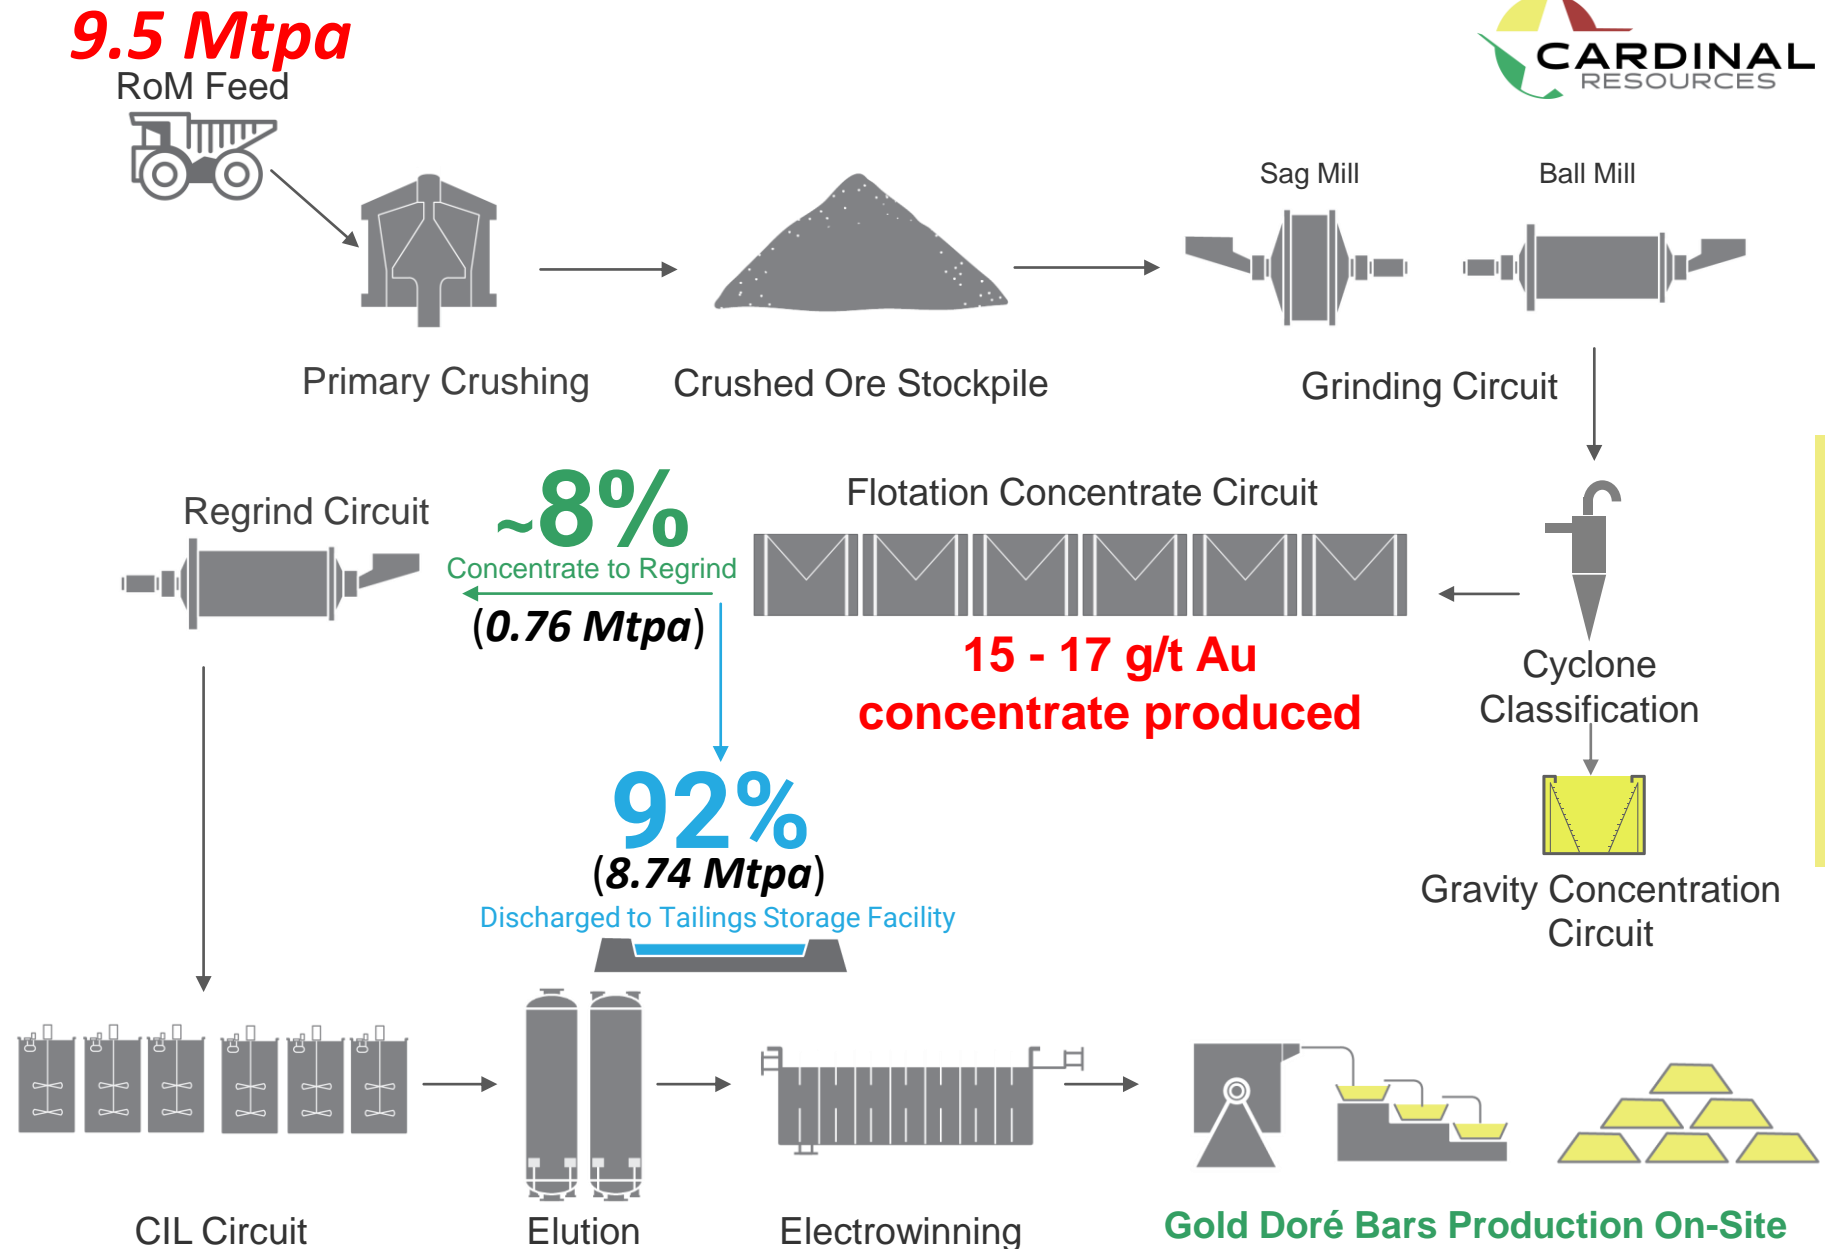 9.5 Mtpa
RoM Feed
CARDINAL
RESOURCES
Sag Mill
Ball Mill
Primary Crushing
Crushed Ore Stockpile
Grinding Circuit
Regrind Circuit
~8%
Concentrate to Regrind
(0.76 Mtpa)
Flotation Concentrate Circuit
15 - 17 g/t Au
concentrate produced
Cyclone
Classification
92%
(8.74 Mtpa)
Discharged to Tailings Storage Facility
Gravity Concentration
Circuit
CIL Circuit
Elution
Electrowinning
Gold Doré Bars Production On-Site